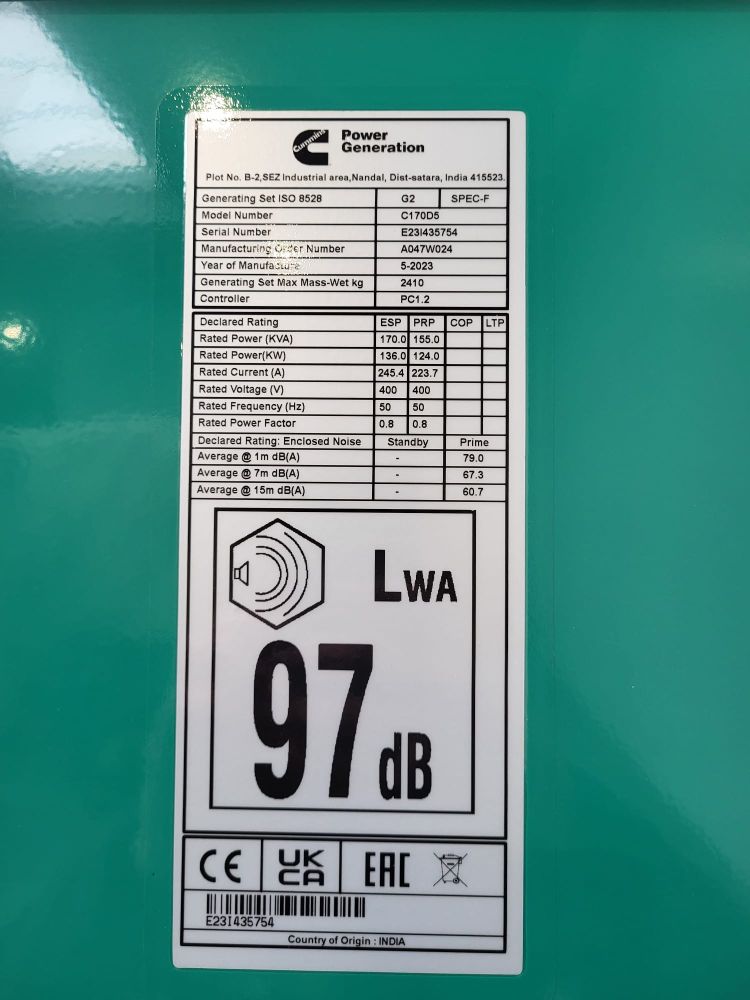 Cummins
Power
Generation
Plot No. B-2,SEZ Industrial area,Nandal, Dist-satara, India 415523.
Generating Set ISO 8528 G2 SPEC-F
Model Number C170D5
Serial Number E23I435754
Manufacturing Order Number A047W024
Year of Manufacture 5-2023
Generating Set Max Mass-Wet kg 2410
Controller PC1.2
Declared Rating ESP PRP COP LTP
Rated Power (KVA) 170.0 155.0
Rated Power(KW) 136.0 124.0
Rated Current (A) 245.4 223.7
Rated Voltage (V) 400 400
Rated Frequency (Hz) 50 50
Rated Power Factor 0.8 0.8
Declared Rating: Enclosed Noise Standby Prime
Average @ 1m dB(A) - 79.0
Average @ 7m dB(A) - 67.3
Average @ 15m dB(A) - 60.7
LWA
97 dB
CE UK CA EAC
E23I435754
Country of Origin : INDIA